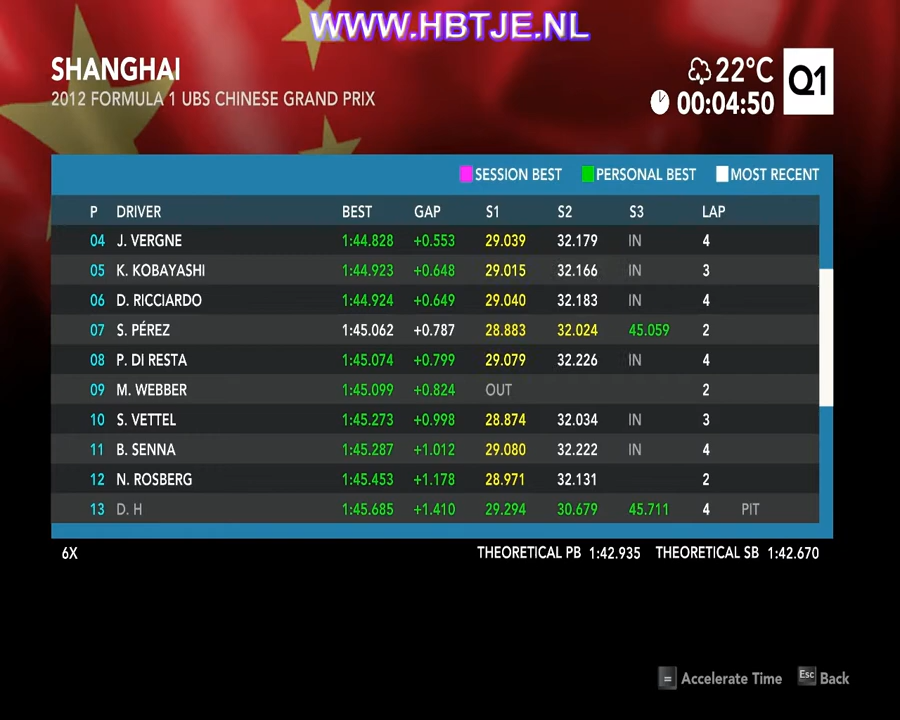 WWW.HBTJE.NL
SHANGHAI
2012 FORMULA 1 UBS CHINESE GRAND PRIX
22°C
00:04:50
Q1
SESSION BEST PERSONAL BEST MOST RECENT
P DRIVER BEST GAP S1 S2 S3 LAP
04 J. VERGNE 1:44.828 +0.553 29.039 32.179 IN 4
05 K. KOBAYASHI 1:44.923 +0.648 29.015 32.166 IN 3
06 D. RICCIARDO 1:44.924 +0.649 29.040 32.183 IN 4
07 S. PÉREZ 1:45.062 +0.787 28.883 32.024 45.059 2
08 P. DI RESTA 1:45.074 +0.799 29.079 32.226 IN 4
09 M. WEBBER 1:45.099 +0.824 OUT 2
10 S. VETTEL 1:45.273 +0.998 28.874 32.034 IN 3
11 B. SENNA 1:45.287 +1.012 29.080 32.222 IN 4
12 N. ROSBERG 1:45.453 +1.178 28.971 32.131 2
13 D. H 1:45.685 +1.410 29.294 30.679 45.711 4 PIT
6X THEORETICAL PB 1:42.935 THEORETICAL SB 1:42.670
= Accelerate Time Esc Back